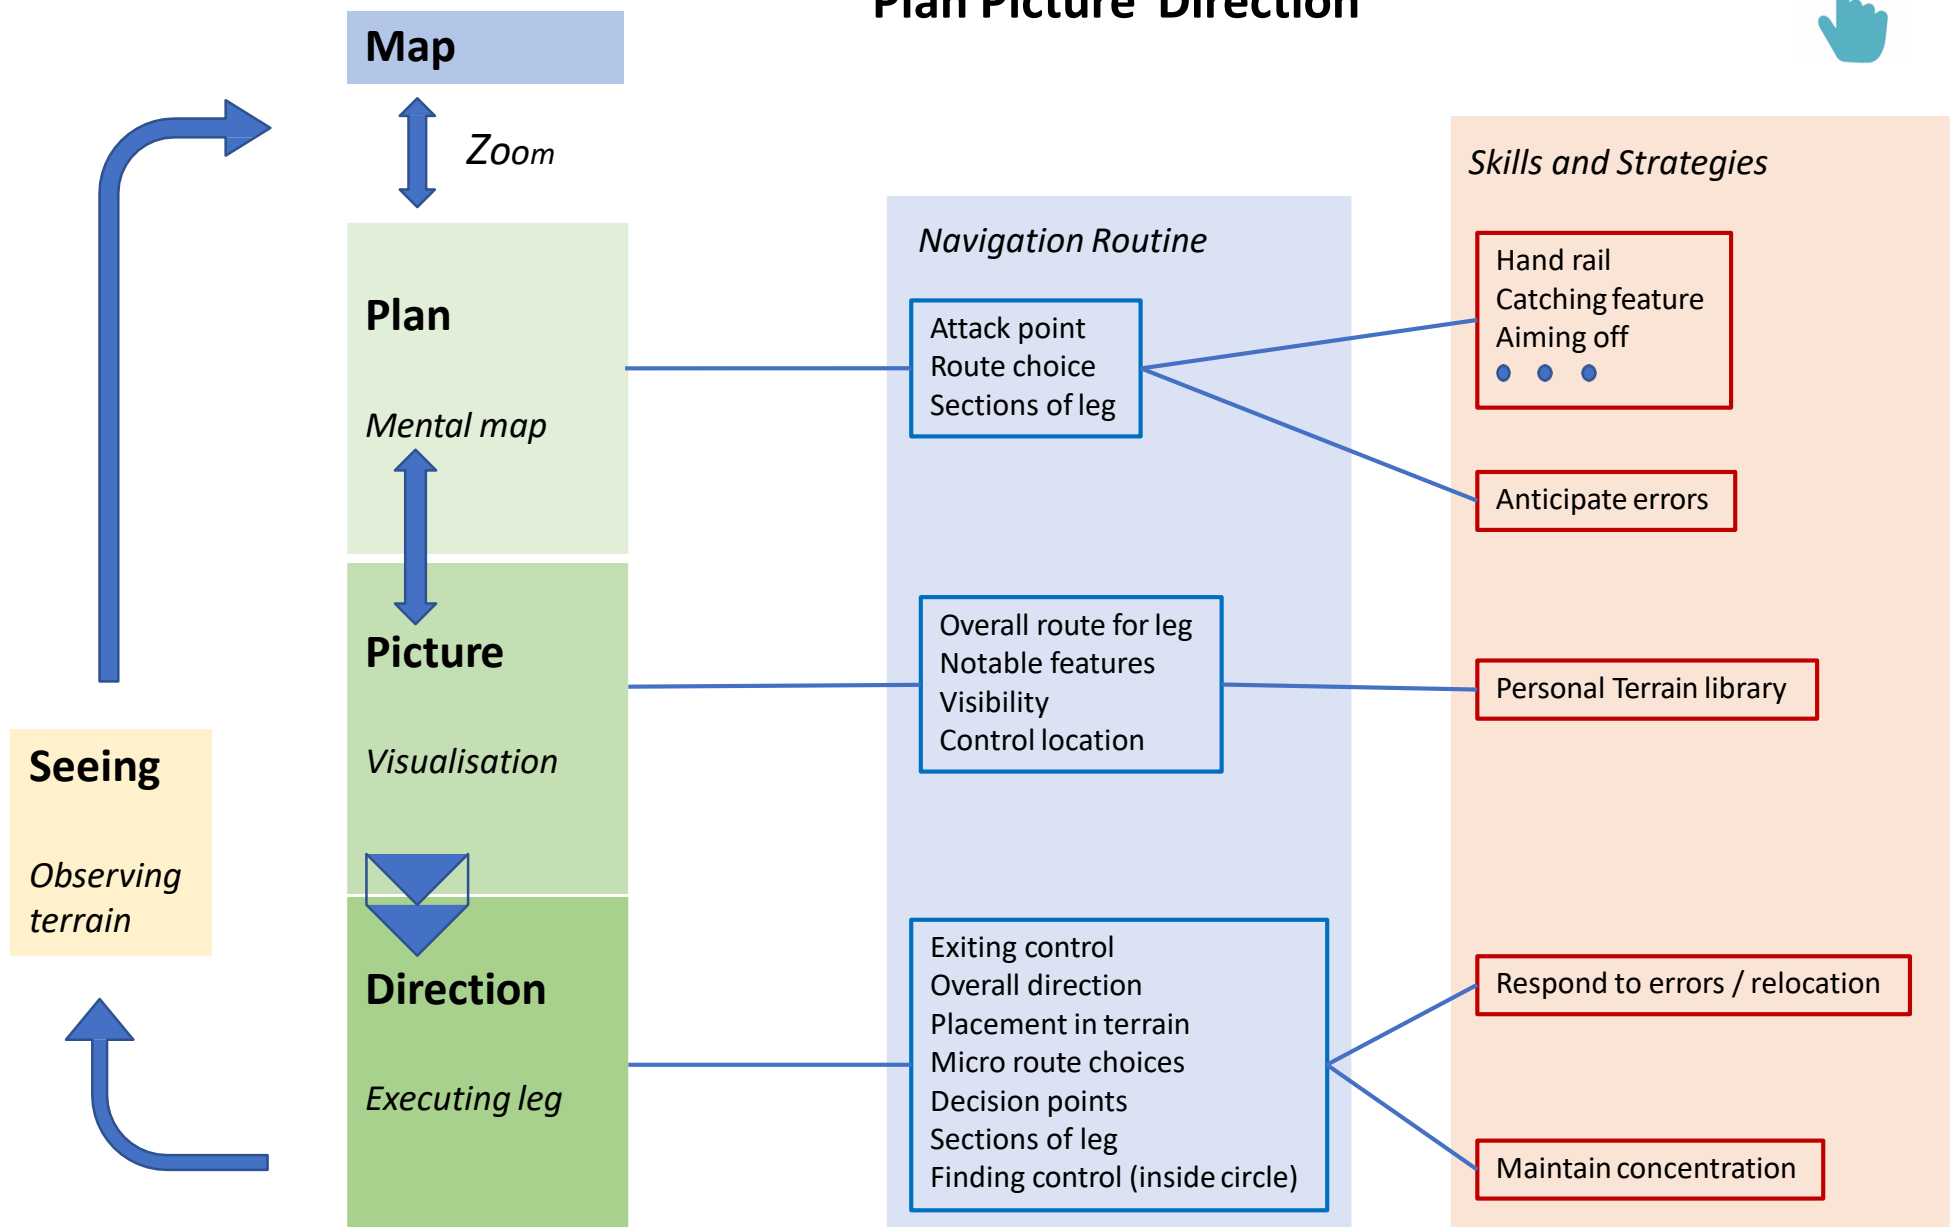 Plan Picture Direction
Map
Zoom
Skills and Strategies
Navigation Routine
Plan
Mental map
Attack point
Route choice
Sections of leg
Hand rail
Catching feature
Aiming off
Anticipate errors
Picture
Visualisation
Overall route for leg
Notable features
Visibility
Control location
Personal Terrain library
Seeing
Observing
terrain
Direction
Executing leg
Exiting control
Overall direction
Placement in terrain
Micro route choices
Decision points
Sections of leg
Finding control (inside circle)
Respond to errors / relocation
Maintain concentration